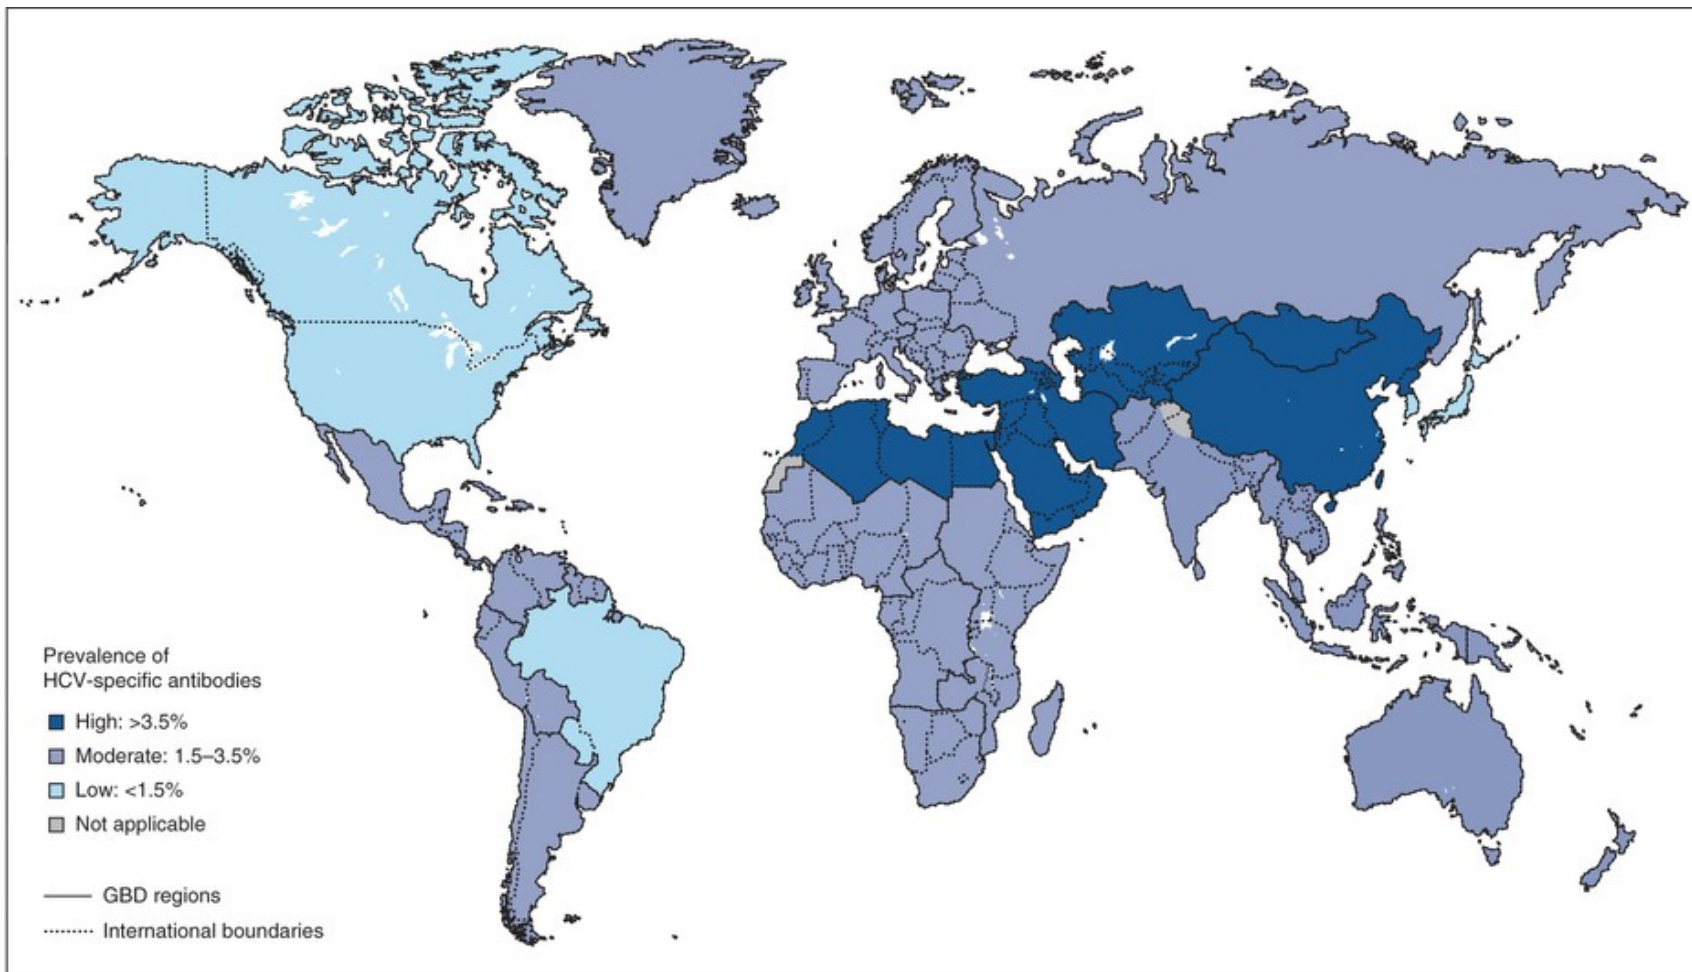 Prevalence of
HCV-specific antibodies
High: >3.5%
Moderate: 1.5–3.5%
Low: <1.5%
Not applicable
GBD regions
International boundaries